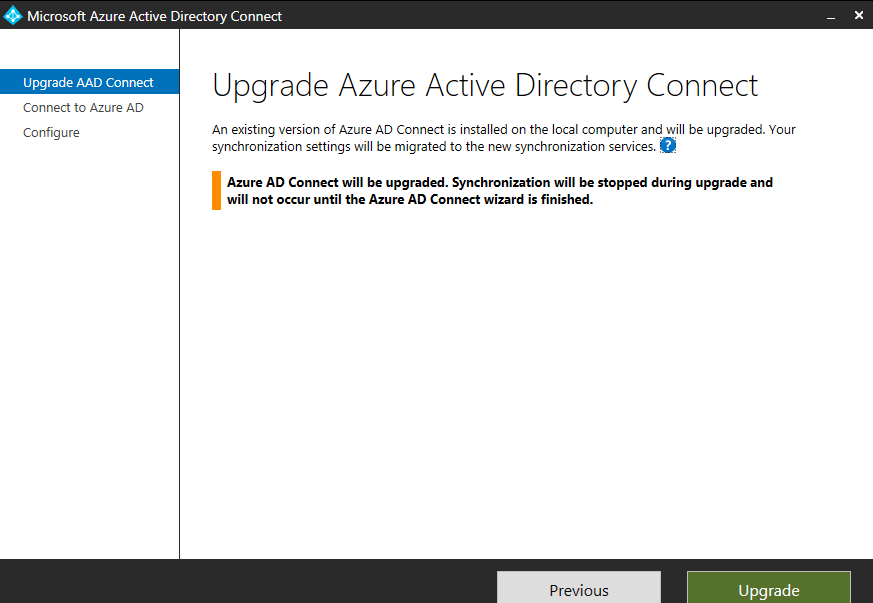 Microsoft Azure Active Directory Connect
Upgrade AAD Connect
Connect to Azure AD
Configure
Upgrade Azure Active Directory Connect
An existing version of Azure AD Connect is installed on the local computer and will be upgraded. Your
synchronization settings will be migrated to the new synchronization services. ?
Azure AD Connect will be upgraded. Synchronization will be stopped during upgrade and
will not occur until the Azure AD Connect wizard is finished.
Previous
Upgrade